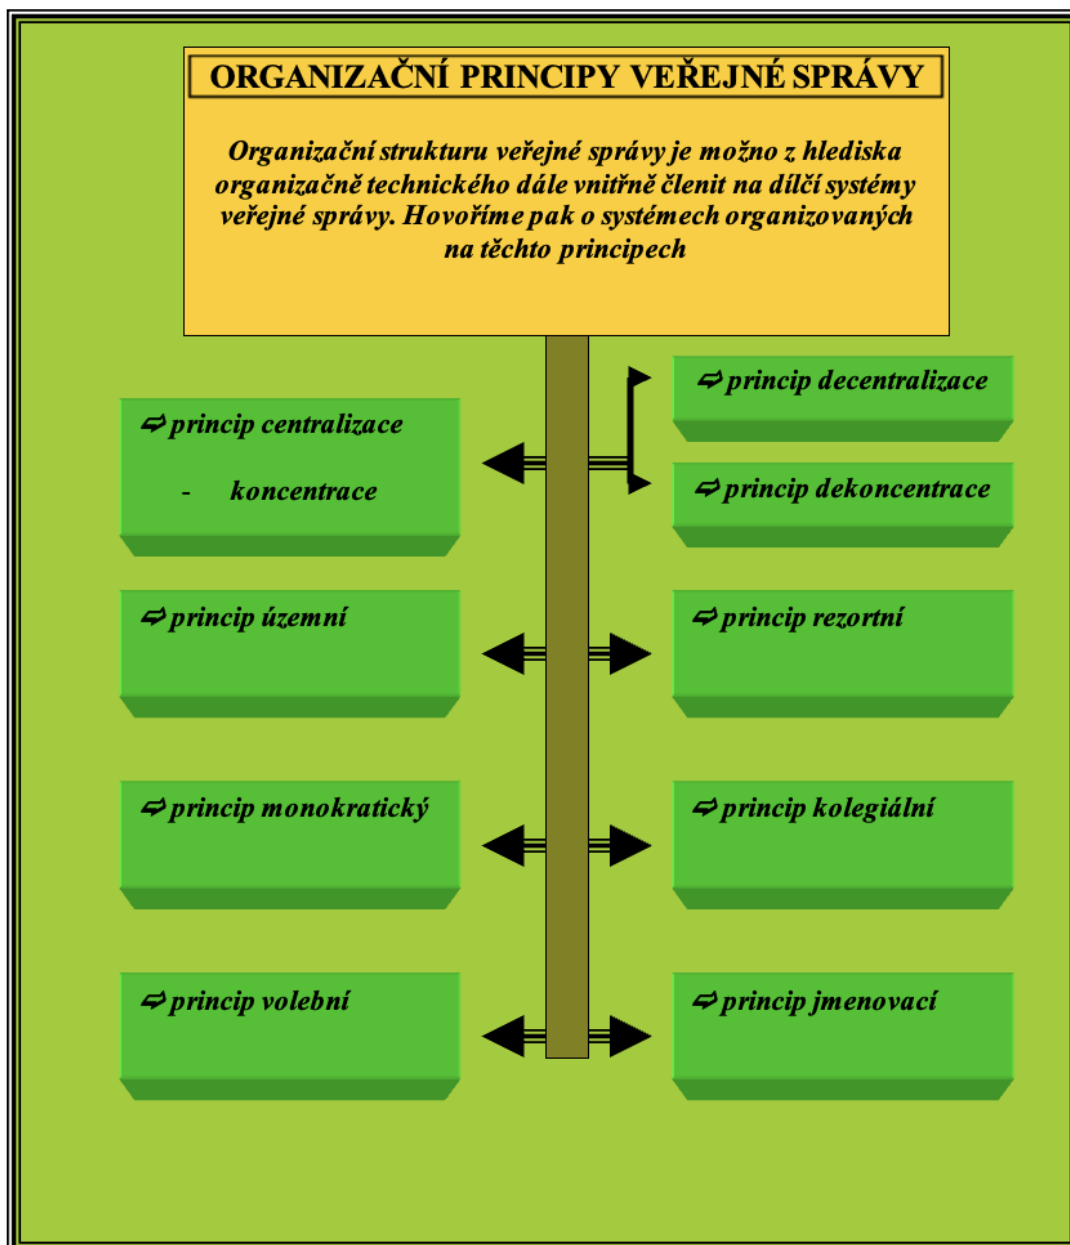 ORGANIZAČNÍ PRINCIPY VEŘEJNÉ SPRÁVY
Organizační strukturu veřejné správy je možno z hlediska
organizačně technického dále vnitřně členit na dílčí systémy
veřejné správy. Hovoříme pak o systémech organizovaných
na těchto principech
➯ princip centralizace
- koncentrace
➯ princip decentralizace
➯ princip dekoncentrace
➯ princip územní
➯ princip rezortní
➯ princip monokratický
➯ princip kolegiální
➯ princip volební
➯ princip jmenovací